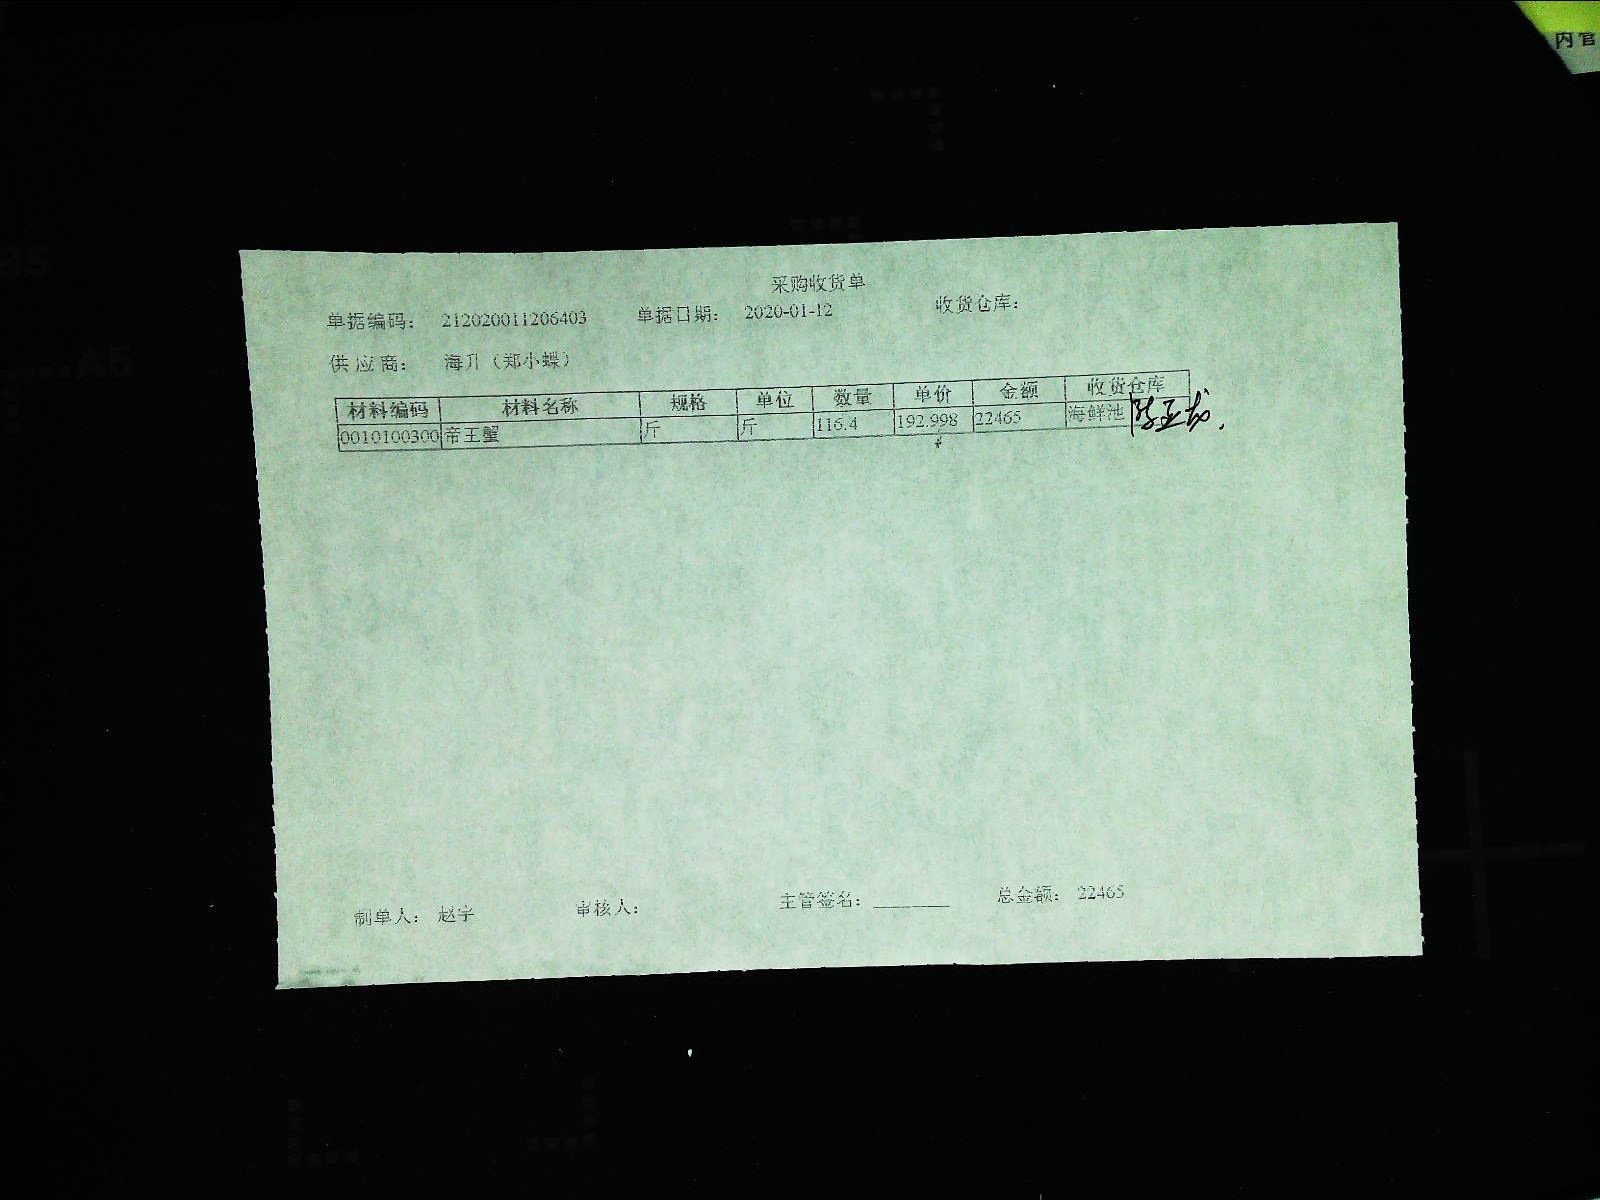 内官
采购收货单
单据编码： 212020011206403 单据日期： 2020-01-12 收货仓库：
供应商： 海升（郑小蝶）
材料编码 材料名称 规格 单位 数量 单价 金额 收货仓库
0010100300 帝王蟹 斤 斤 116.4 192.998 22465 海鲜池
制单人： 赵宇 审核人： 主管签名： 总金额： 22465
A5